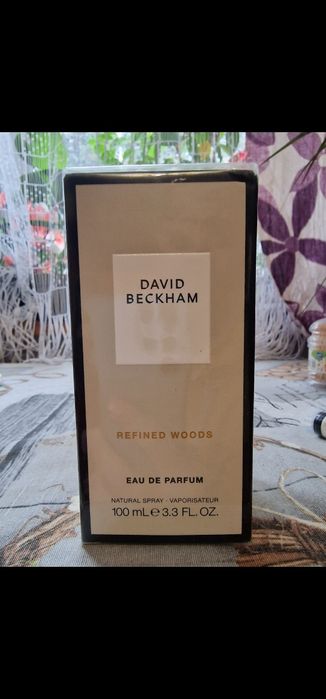 DAVID
BECKHAM
REFINED WOODS
EAU DE PARFUM
NATURAL SPRAY · VAPORISATEUR
100 mL ℮ 3.3 FL. OZ.